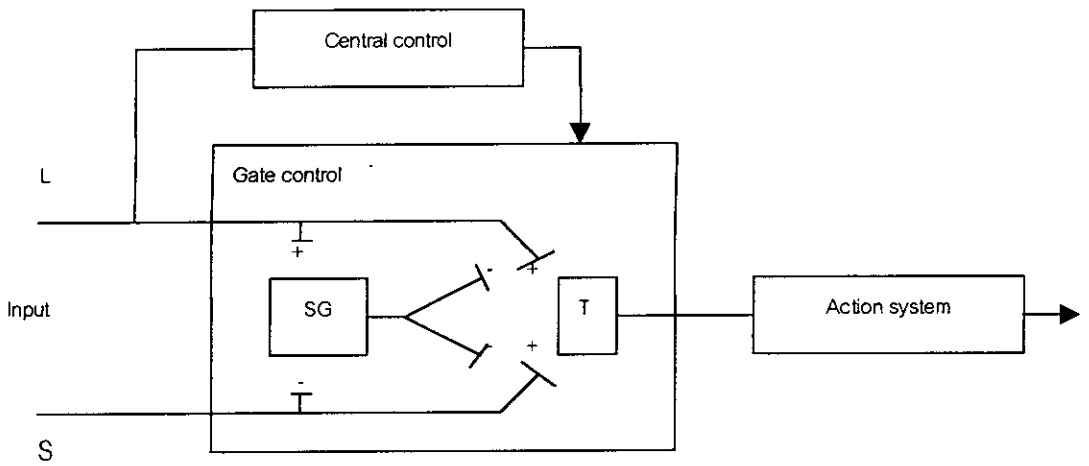 Central control
L
Gate control
+
- +
Input
SG
T
Action system
- +
-
S